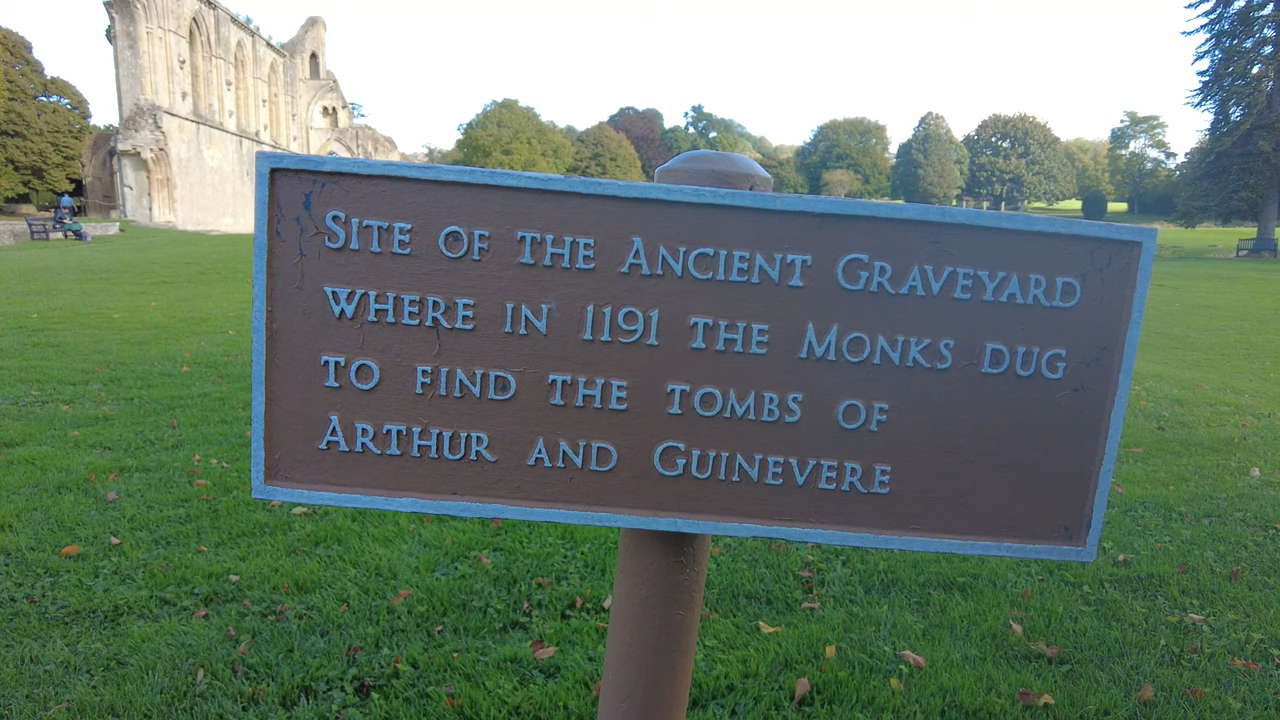 Site of the Ancient Graveyard
where in 1191 the Monks dug
to find the tombs of
Arthur and Guinevere